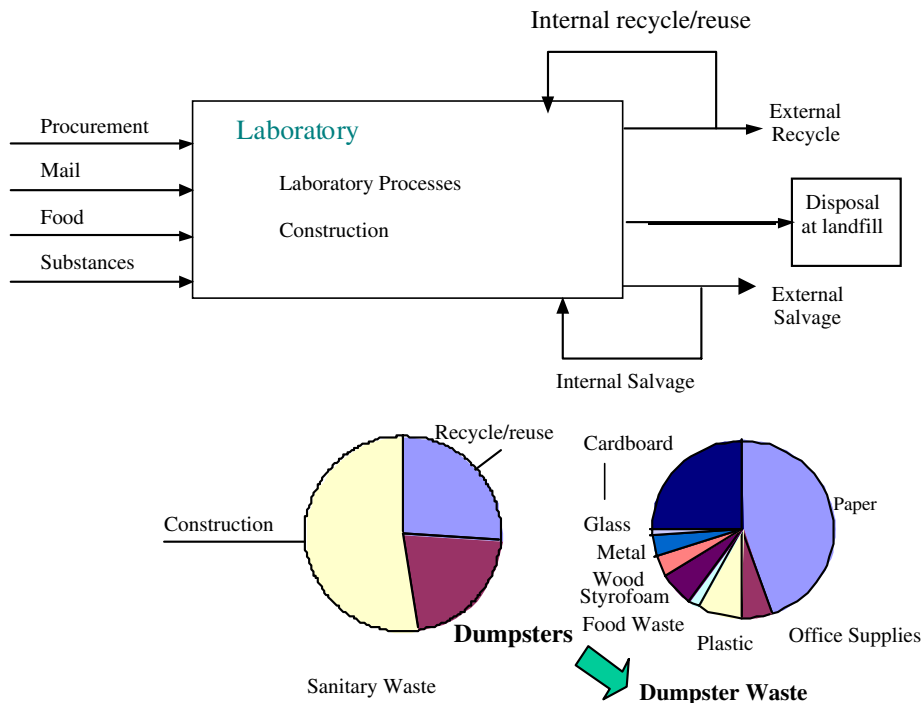 Internal recycle/reuse
Procurement
Mail
Food
Substances
Laboratory
Laboratory Processes
Construction
External
Recycle
Disposal
at landfill
External
Salvage
Internal Salvage
Recycle/reuse
Construction
Dumpsters
Sanitary Waste
Cardboard
Glass
Metal
Wood
Styrofoam
Food Waste
Plastic
Office Supplies
Paper
Dumpster Waste